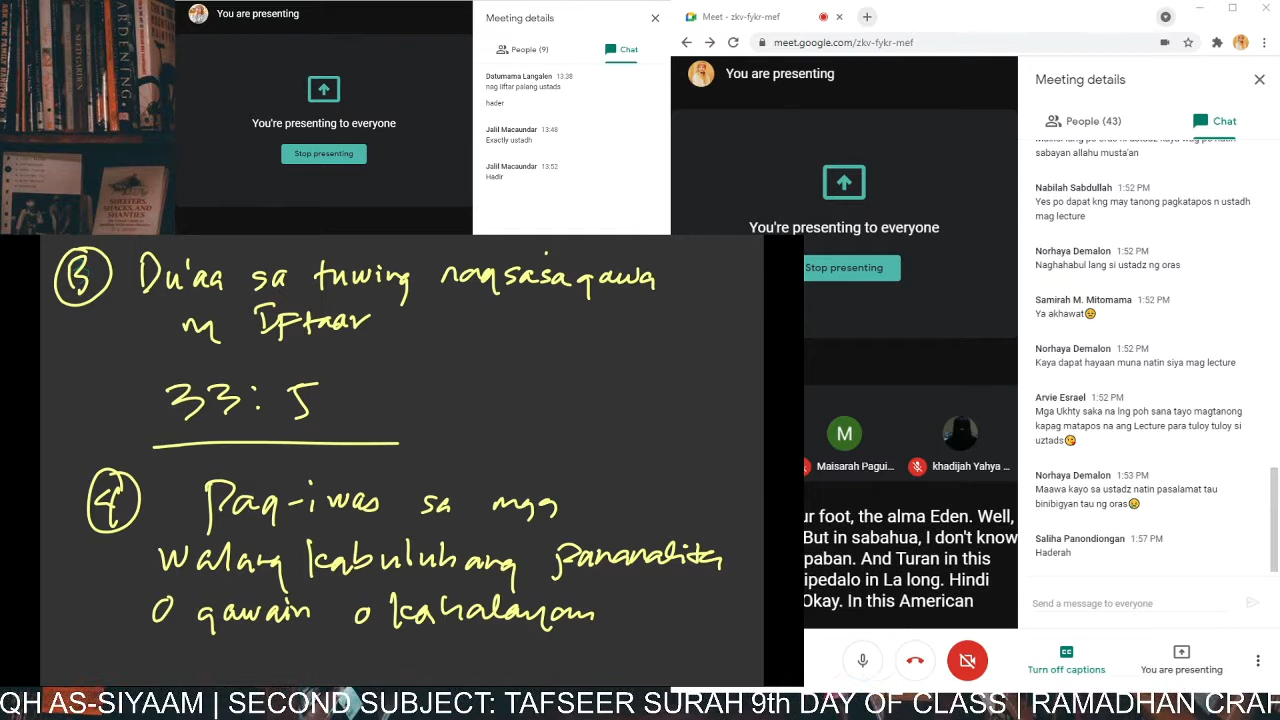 You are presenting
You're presenting to everyone
Stop presenting
Meeting details
People (9)
Chat
Datumama Langalen 13:38
nag iiftar palang ustads
hader
Jalil Macaundar 13:48
Exactly ustadh
Jalil Macaundar 13:52
Hadir
SHELTERS,
SHACKS, AND
SHANTIES
Meet - zkv-fykr-mef
meet.google.com/zkv-fykr-mef
You are presenting
You're presenting to everyone
Stop presenting
Maisarah Pagui...
khadijah Yahya ...
ur foot, the alma Eden. Well,
But in sabahua, I don't know
paban. And Turan in this
ipedalo in La long. Hindi
Okay. In this American
Meeting details
People (43)
Chat
sabayan allahu musta'an
Nabilah Sabdullah 1:52 PM
Yes po dapat kng may tanong pagkatapos n ustadh
mag lecture
Norhaya Demalon 1:52 PM
Naghahabul lang si ustadz ng oras
Samirah M. Mitomama 1:52 PM
Ya akhawat😣
Norhaya Demalon 1:52 PM
Kaya dapat hayaan muna natin siya mag lecture
Arvie Esrael 1:52 PM
Mga Ukhty saka na lng poh sana tayo magtanong
kapag matapos na ang Lecture para tuloy tuloy si
uztads😘
Norhaya Demalon 1:53 PM
Maawa kayo sa ustadz natin pasalamat tau
binibigyan tau ng oras😢
Saliha Panondiongan 1:57 PM
Haderah
Send a message to everyone
Turn off captions
You are presenting
3 Du'aa sa tuwing nagsasagawa
ng Iftaar
33:5
4 Pag-iwas sa mga
walang kabuluhang pananalita
o gawain o kahalayan
QH AS-SIYAAM | SECOND SUBJECT: TAFSEER SURAH 9th DAY OF CLASS | RAMADHAN CRAH